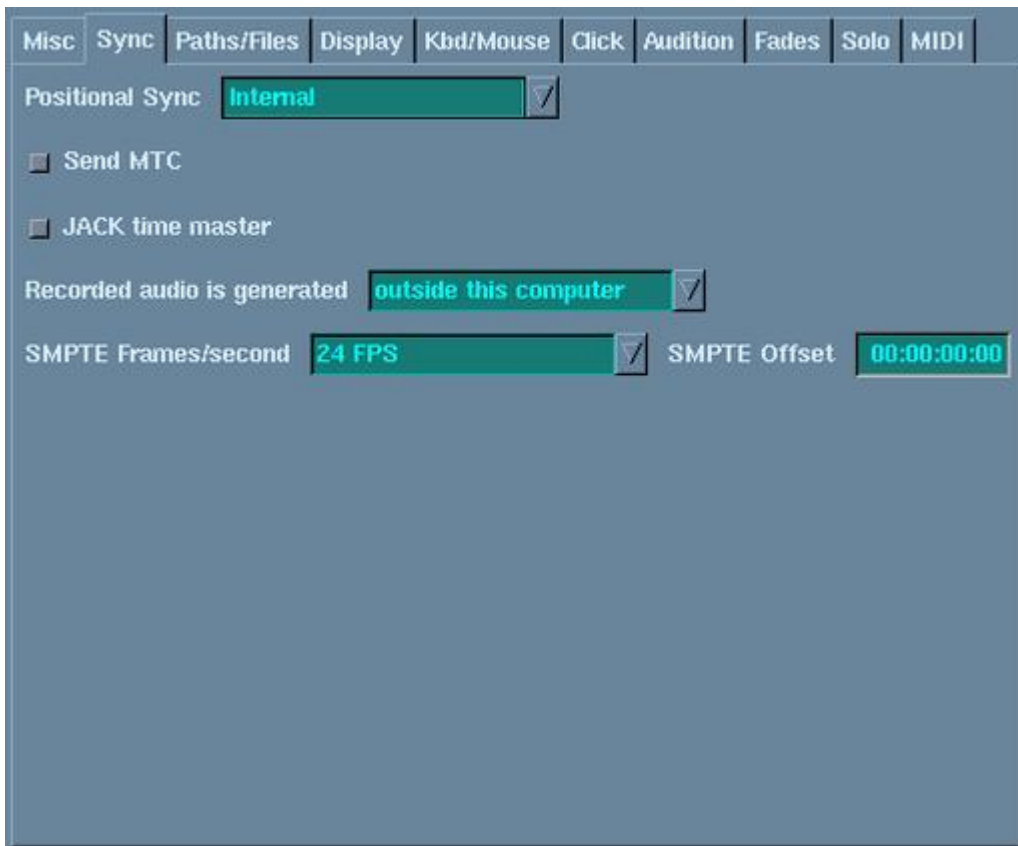 Misc Sync Paths/Files Display Kbd/Mouse Click Audition Fades Solo MIDI
Positional Sync Internal
Send MTC
JACK time master
Recorded audio is generated outside this computer
SMPTE Frames/second 24 FPS SMPTE Offset 00:00:00:00